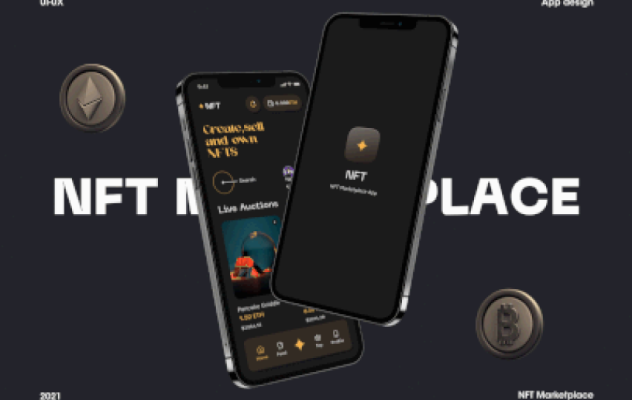 UI-UX
App design
NFT M PLACE
NFT
Create, sell
and own
NFTS
Search
Live Auctions
NFT
NFT Marketplace App
2021
NFT Marketplace